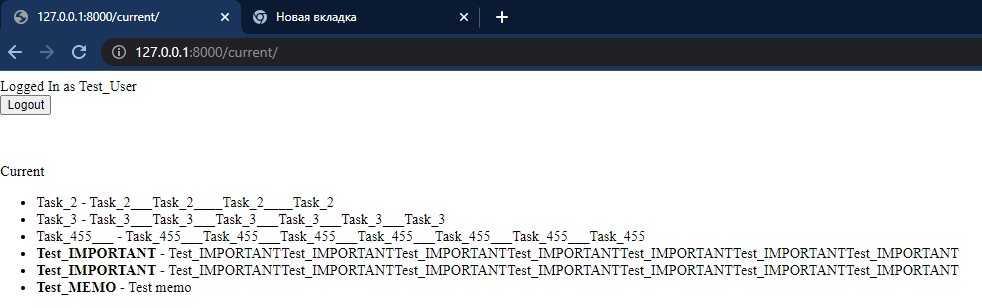 127.0.0.1:8000/current/
Новая вкладка
127.0.0.1:8000/current/
Logged In as Test_User
Logout
Current
Task_2 - Task_2___Task_2____Task_2____Task_2
Task_3 - Task_3___Task_3___Task_3___Task_3___Task_3___Task_3
Task_455___ - Task_455___Task_455___Task_455___Task_455___Task_455___Task_455___Task_455
Test_IMPORTANT - Test_IMPORTANTTest_IMPORTANTTest_IMPORTANTTest_IMPORTANTTest_IMPORTANTTest_IMPORTANTTest_IMPORTANT
Test_IMPORTANT - Test_IMPORTANTTest_IMPORTANTTest_IMPORTANTTest_IMPORTANTTest_IMPORTANTTest_IMPORTANTTest_IMPORTANT
Test_MEMO - Test memo